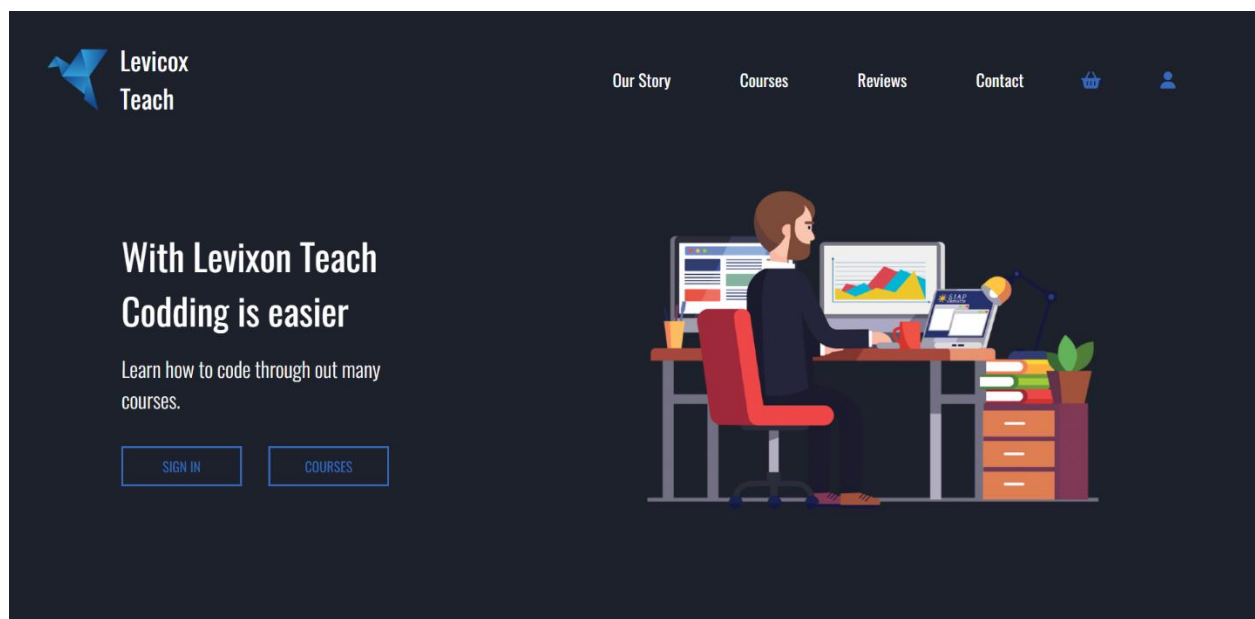 Levicox
Teach
Our Story
Courses
Reviews
Contact
With Levixon Teach
Codding is easier
Learn how to code through out many
courses.
SIGN IN
COURSES